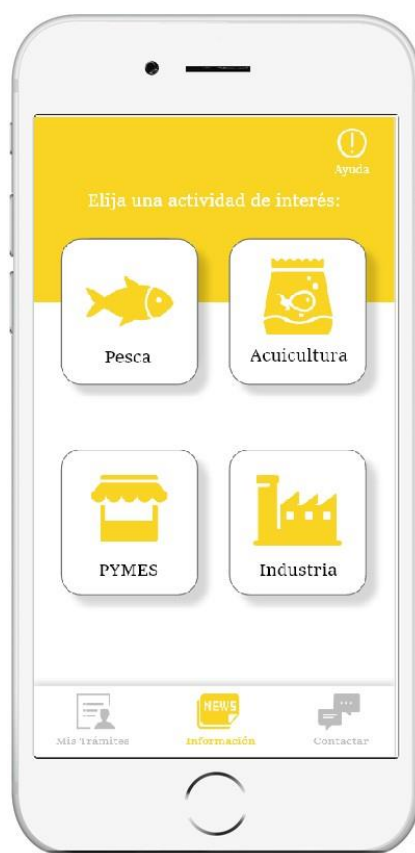 Ayuda
Elija una actividad de interés:
Pesca
Acuicultura
PYMES
Industria
NEWS
Mis Trámites
Información
Contactar